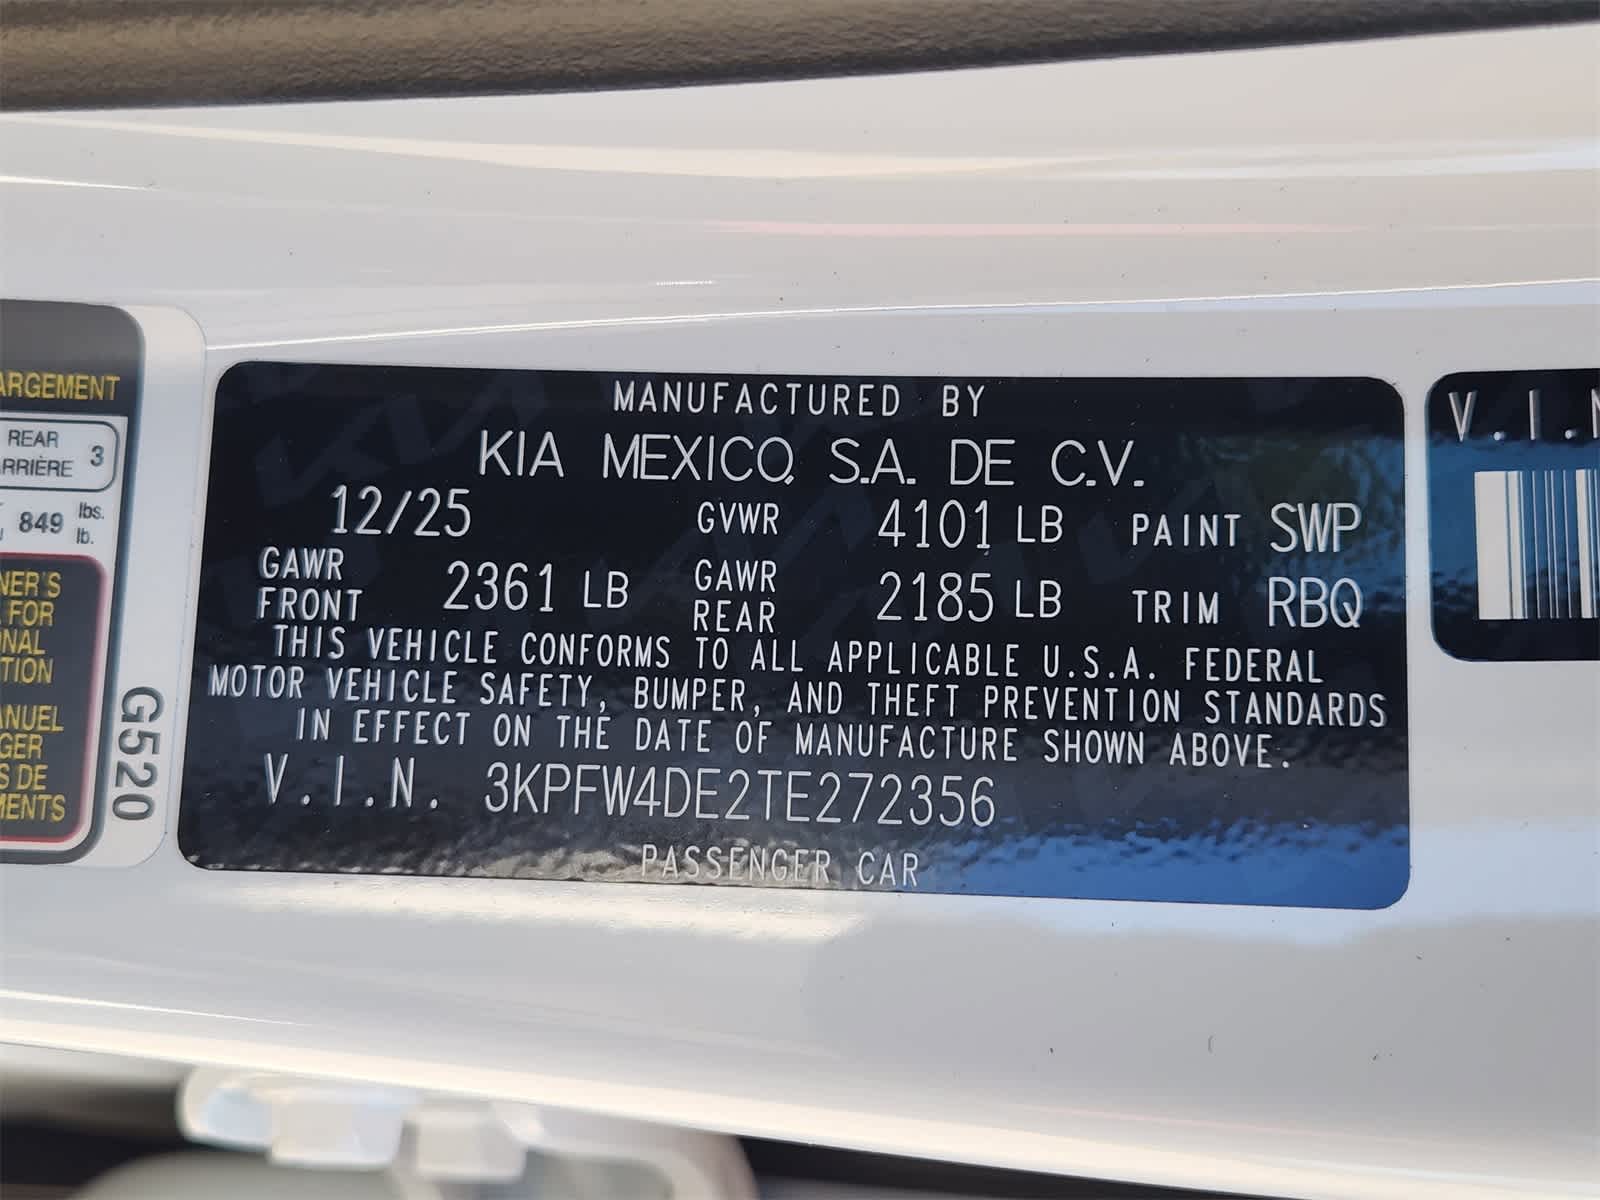 MANUFACTURED BY
KIA MEXICO, S.A. DE C.V.
12/25 GVWR 4101 LB PAINT SWP
GAWR FRONT 2361 LB GAWR REAR 2185 LB TRIM RBQ
THIS VEHICLE CONFORMS TO ALL APPLICABLE U.S.A. FEDERAL
MOTOR VEHICLE SAFETY, BUMPER, AND THEFT PREVENTION STANDARDS
IN EFFECT ON THE DATE OF MANUFACTURE SHOWN ABOVE.
V.I.N. 3KPFW4DE2TE272356
PASSENGER CAR
ARGEMENT
REAR 3
ARRIÈRE
849 lbs.
lb.
NER'S
FOR
NAL
TION
ANUEL
GER
S DE
MENTS
G520
V.I.N